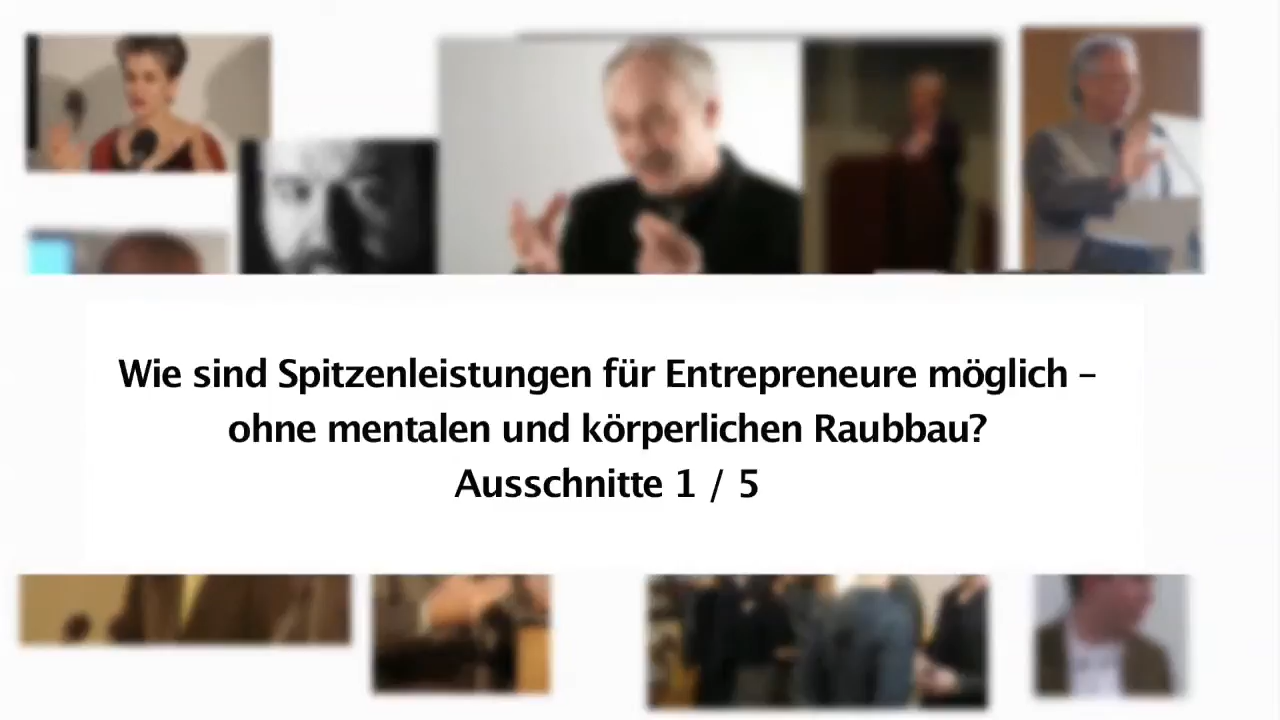 Wie sind Spitzenleistungen für Entrepreneure möglich –
ohne mentalen und körperlichen Raubbau?
Ausschnitte 1 / 5